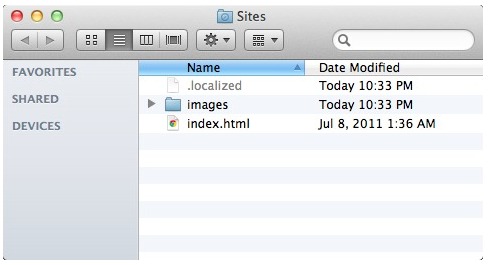 Sites
FAVORITES
SHARED
DEVICES
Name Date Modified
.localized Today 10:33 PM
images Today 10:33 PM
index.html Jul 8, 2011 1:36 AM